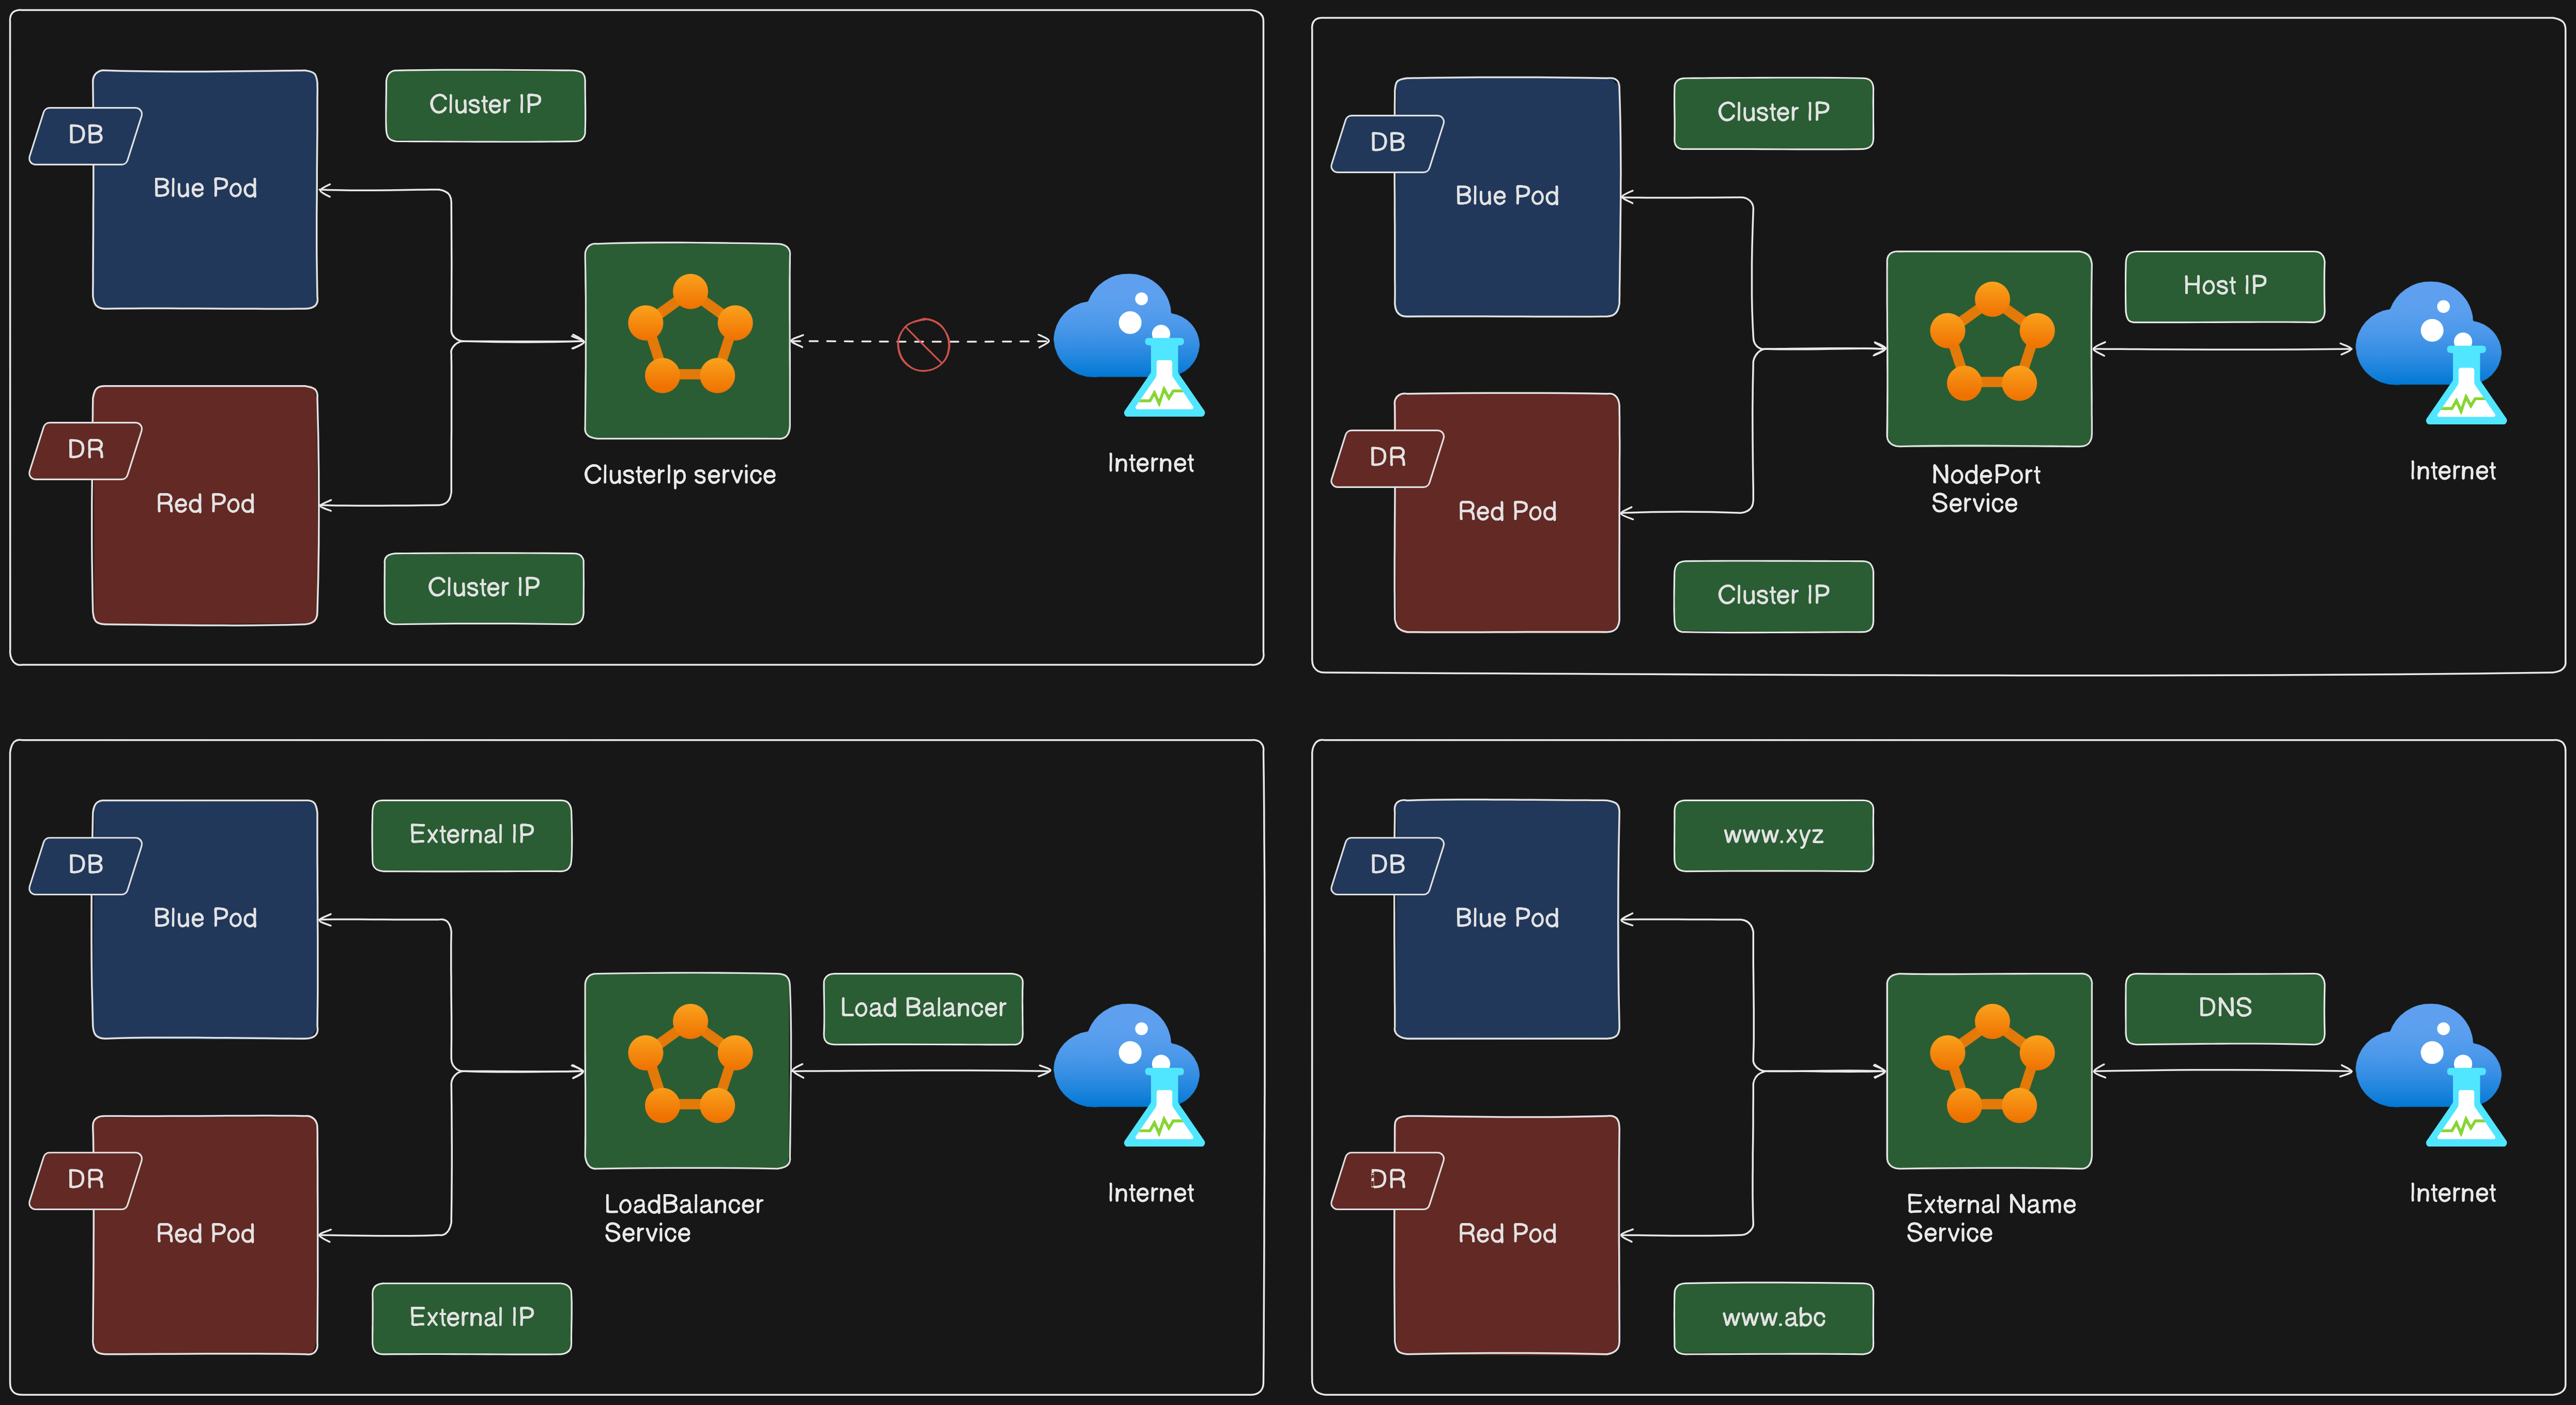 Cluster IP
DB
Blue Pod
DR
Red Pod
ClusterIp service
Internet
Cluster IP
Cluster IP
DB
Blue Pod
Host IP
DR
Red Pod
NodePort
Service
Internet
Cluster IP
External IP
DB
Blue Pod
Load Balancer
DR
Red Pod
LoadBalancer
Service
Internet
External IP
www.xyz
DB
Blue Pod
DNS
DR
Red Pod
External Name
Service
Internet
www.abc